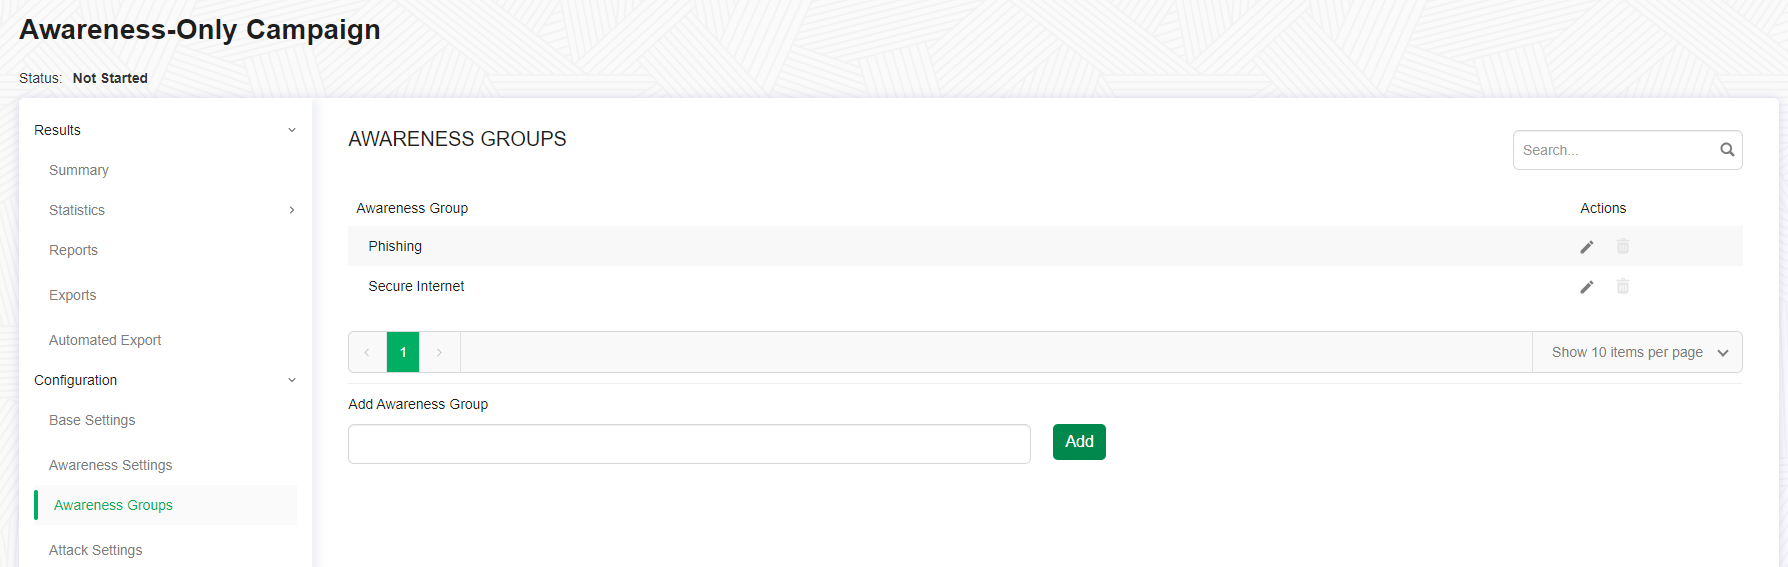 Awareness-Only Campaign
Status: Not Started
Results
Summary
Statistics
Reports
Exports
Automated Export
Configuration
Base Settings
Awareness Settings
Awareness Groups
Attack Settings
AWARENESS GROUPS
Search...
Awareness Group Actions
Phishing
Secure Internet
1
Show 10 items per page
Add Awareness Group
Add